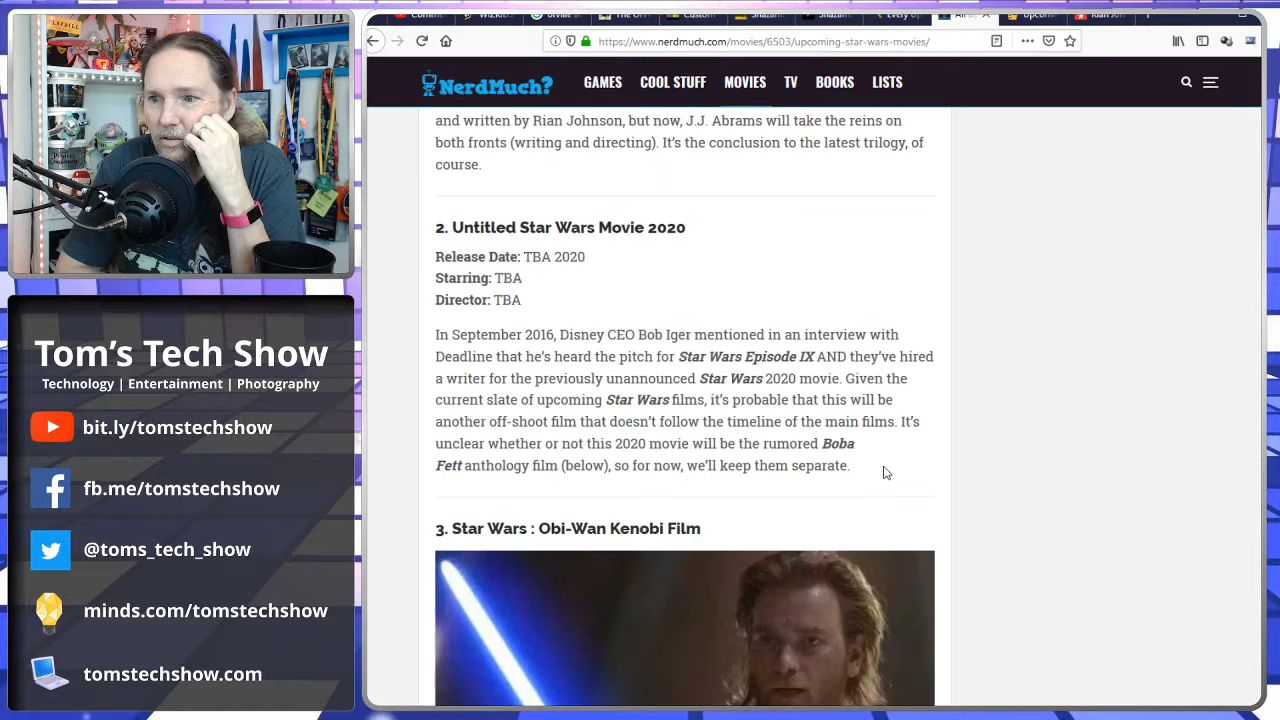 Tom's Tech Show
Technology | Entertainment | Photography
bit.ly/tomstechshow
fb.me/tomstechshow
@toms_tech_show
minds.com/tomstechshow
tomstechshow.com
https://www.nerdmuch.com/movies/6503/upcoming-star-wars-movies/
NerdMuch?
GAMES COOL STUFF MOVIES TV BOOKS LISTS
and written by Rian Johnson, but now, J.J. Abrams will take the reins on
both fronts (writing and directing). It's the conclusion to the latest trilogy, of
course.
2. Untitled Star Wars Movie 2020
Release Date: TBA 2020
Starring: TBA
Director: TBA
In September 2016, Disney CEO Bob Iger mentioned in an interview with
Deadline that he's heard the pitch for Star Wars Episode IX AND they've hired
a writer for the previously unannounced Star Wars 2020 movie. Given the
current slate of upcoming Star Wars films, it's probable that this will be
another off-shoot film that doesn't follow the timeline of the main films. It's
unclear whether or not this 2020 movie will be the rumored Boba
Fett anthology film (below), so for now, we'll keep them separate.
3. Star Wars : Obi-Wan Kenobi Film